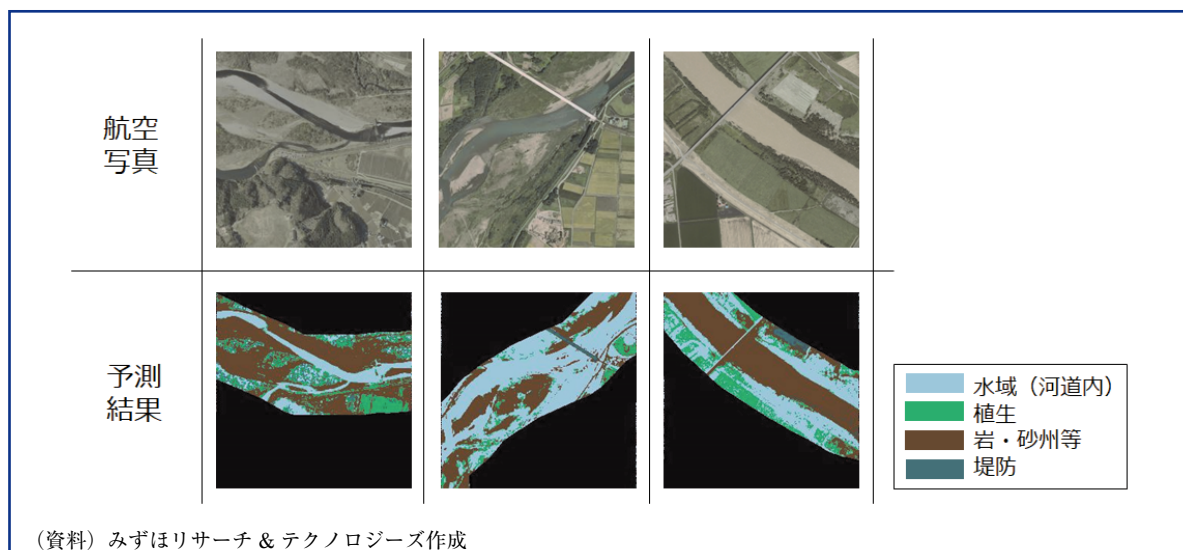 航空
写真
予測
結果
水域（河道内）
植生
岩・砂州等
堤防
（資料）みずほリサーチ & テクノロジーズ作成